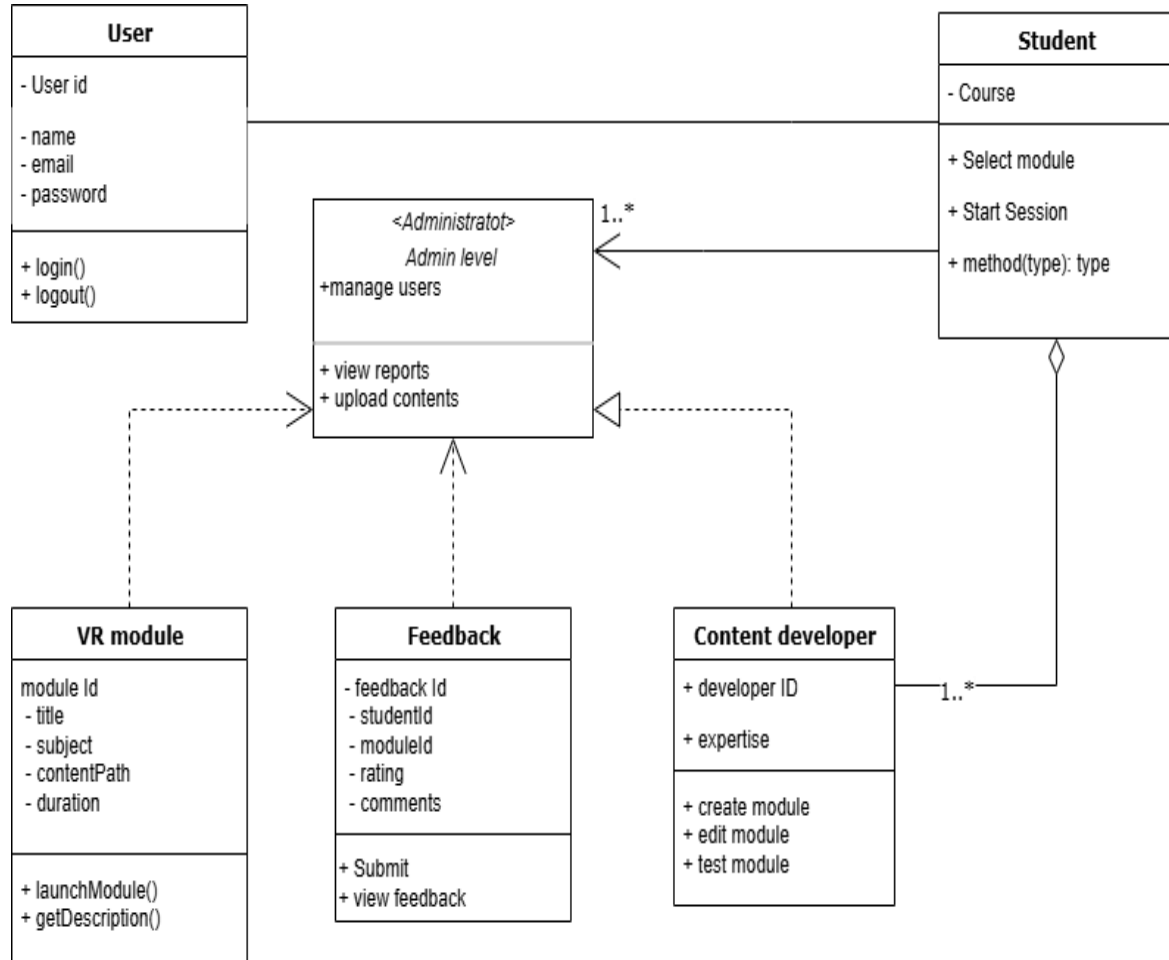 User
- User id
- name
- email
- password
+ login()
+ logout()
Student
- Course
+ Select module
+ Start Session
+ method(type): type
<Administratot>
Admin level
+manage users
+ view reports
+ upload contents
1..*
VR module
module Id
- title
- subject
- contentPath
- duration
+ launchModule()
+ getDescription()
Feedback
- feedback Id
- studentId
- moduleId
- rating
- comments
+ Submit
+ view feedback
Content developer
+ developer ID
+ expertise
+ create module
+ edit module
+ test module
1..*